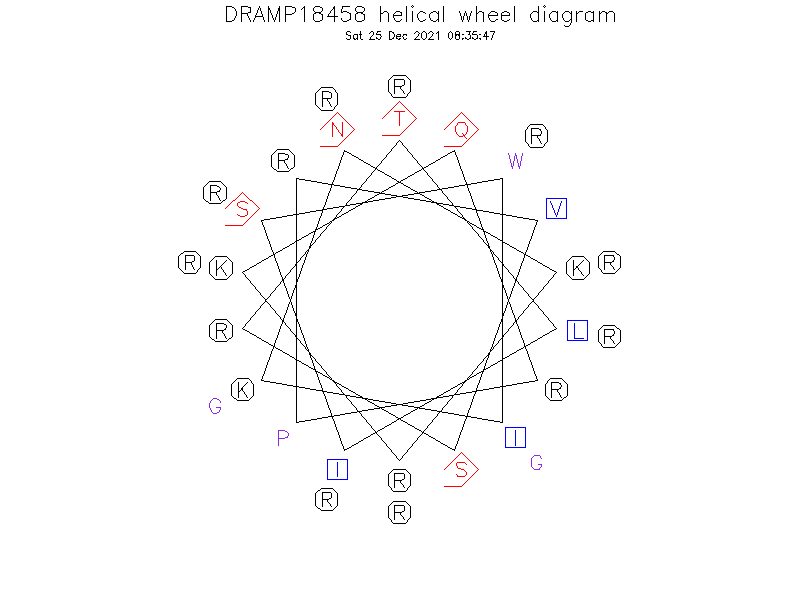 DRAMP18458 helical wheel diagram
Sat 25 Dec 2021 08:35:47
R
R
N
T
Q
R
R
W
R
S
V
R
K
K
R
R
L
R
K
R
G
P
I
G
I
R
S
R
R